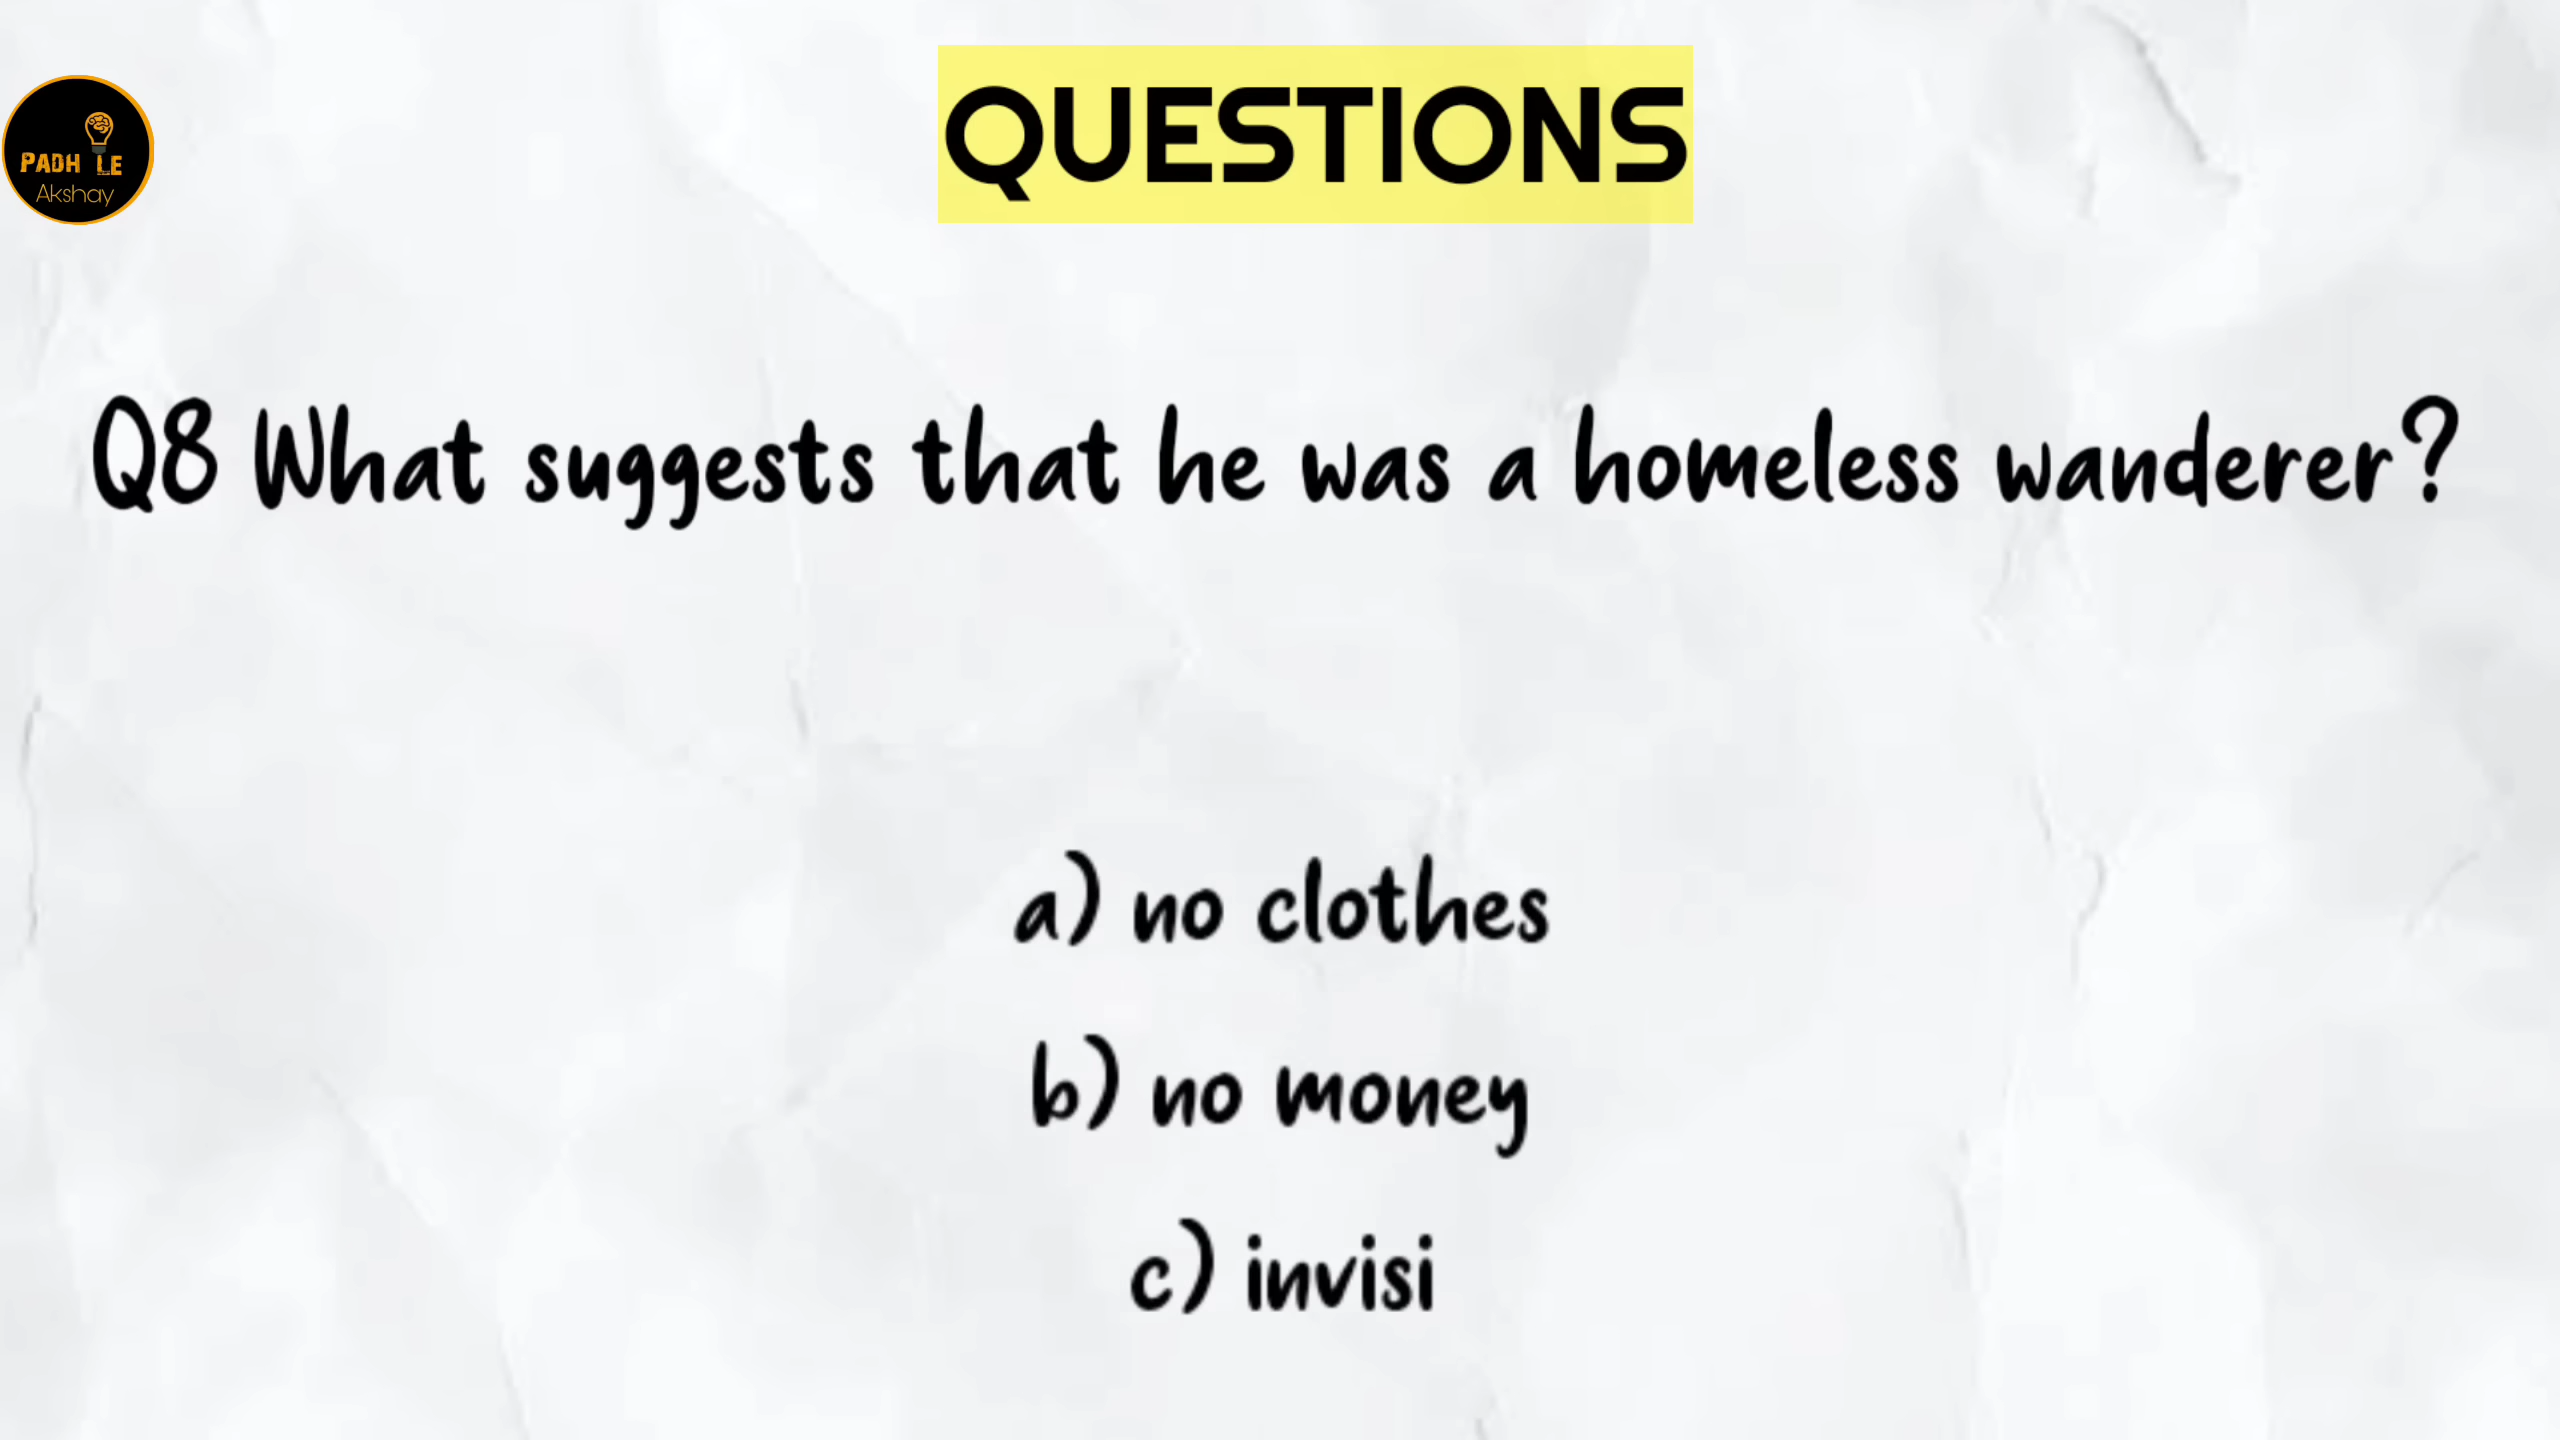 QUESTIONS
PADH LE
Akshay
Q8 What suggests that he was a homeless wanderer?
a) no clothes
b) no money
c) invisi